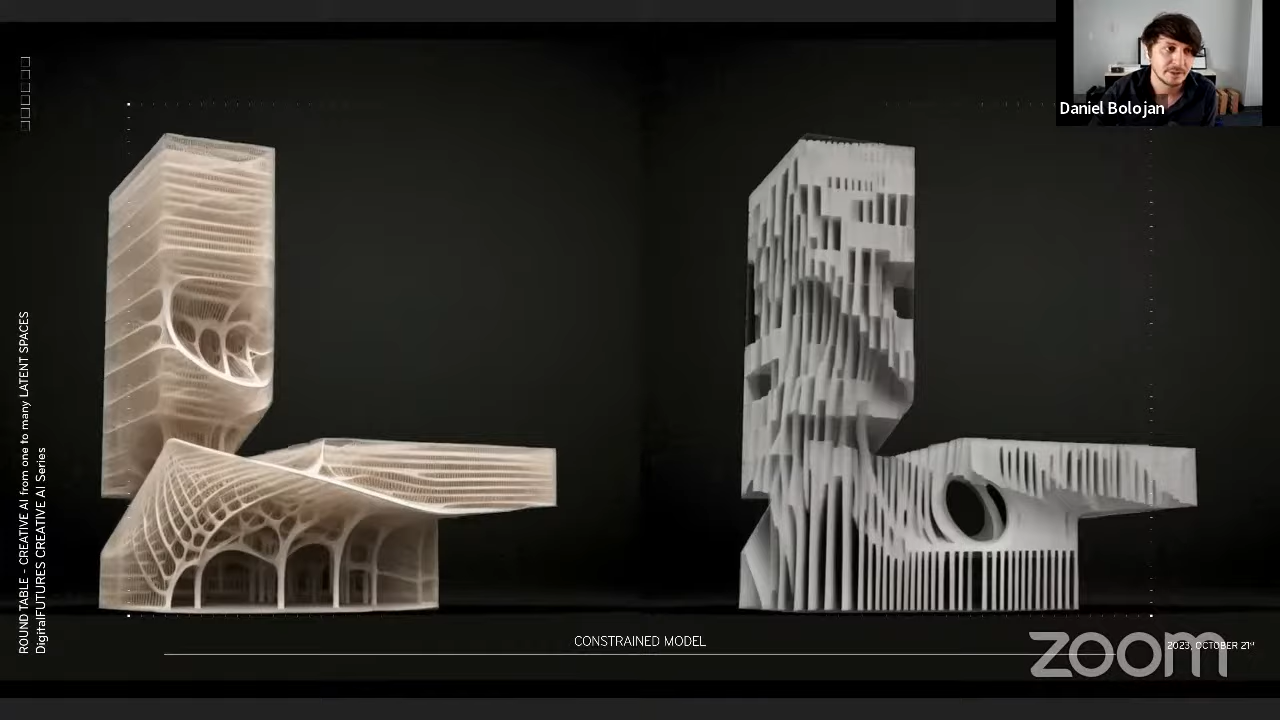 Daniel Bolojan
ROUND TABLE - CREATIVE AI from one to many LATENT SPACES
DigitalFUTURES CREATIVE AI Series
CONSTRAINED MODEL
zoom
2023, OCTOBER 21ˢᵗ